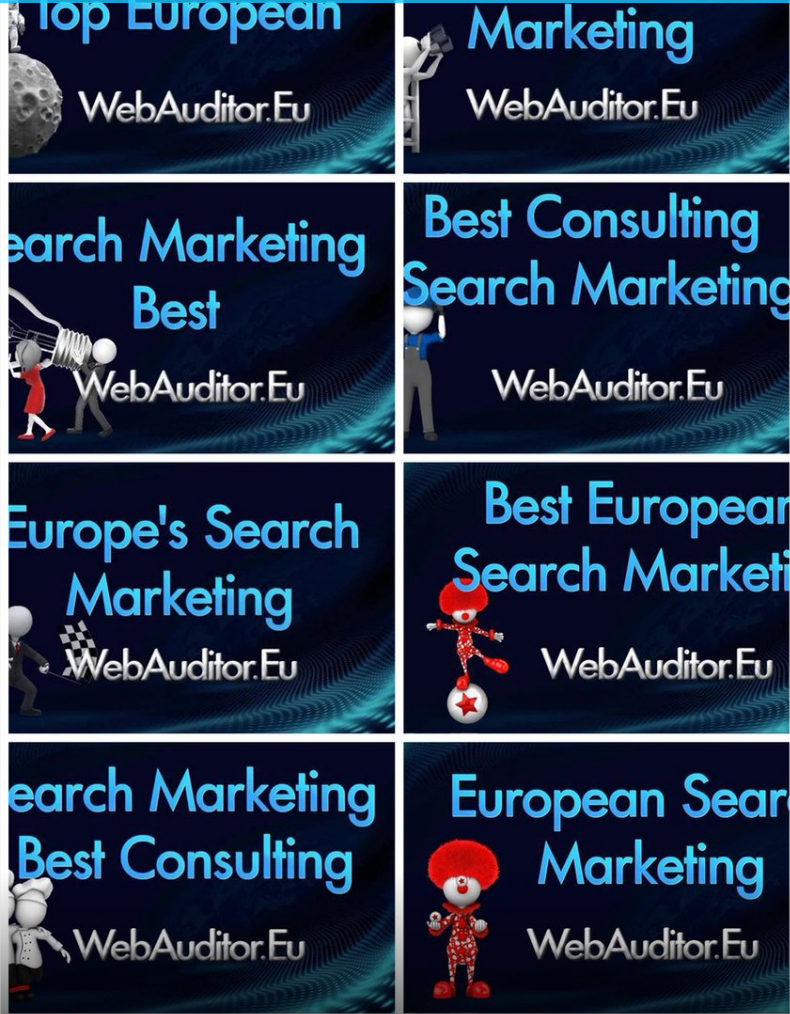 Top European
WebAuditor.Eu
Marketing
WebAuditor.Eu
earch Marketing
Best
WebAuditor.Eu
Best Consulting
Search Marketing
WebAuditor.Eu
Europe's Search
Marketing
WebAuditor.Eu
Best European
Search Marketi
WebAuditor.Eu
earch Marketing
Best Consulting
WebAuditor.Eu
European Sear
Marketing
WebAuditor.Eu